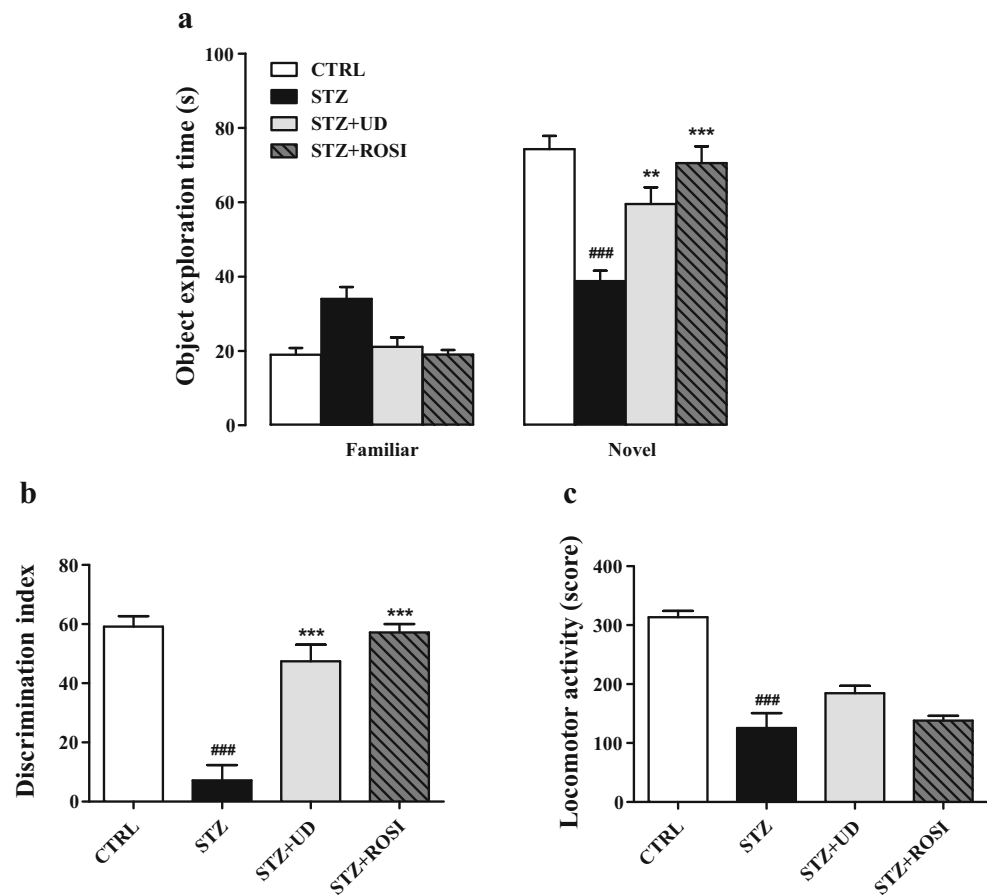 a
Object exploration time (s)
100
80
60
40
20
0
CTRL
STZ
STZ+UD
STZ+ROSI
###
**
***
Familiar
Novel
b
Discrimination index
80
60
40
20
0
###
***
***
CTRL
STZ
STZ+UD
STZ+ROSI
c
Locomotor activity (score)
400
300
200
100
0
###
CTRL
STZ
STZ+UD
STZ+ROSI